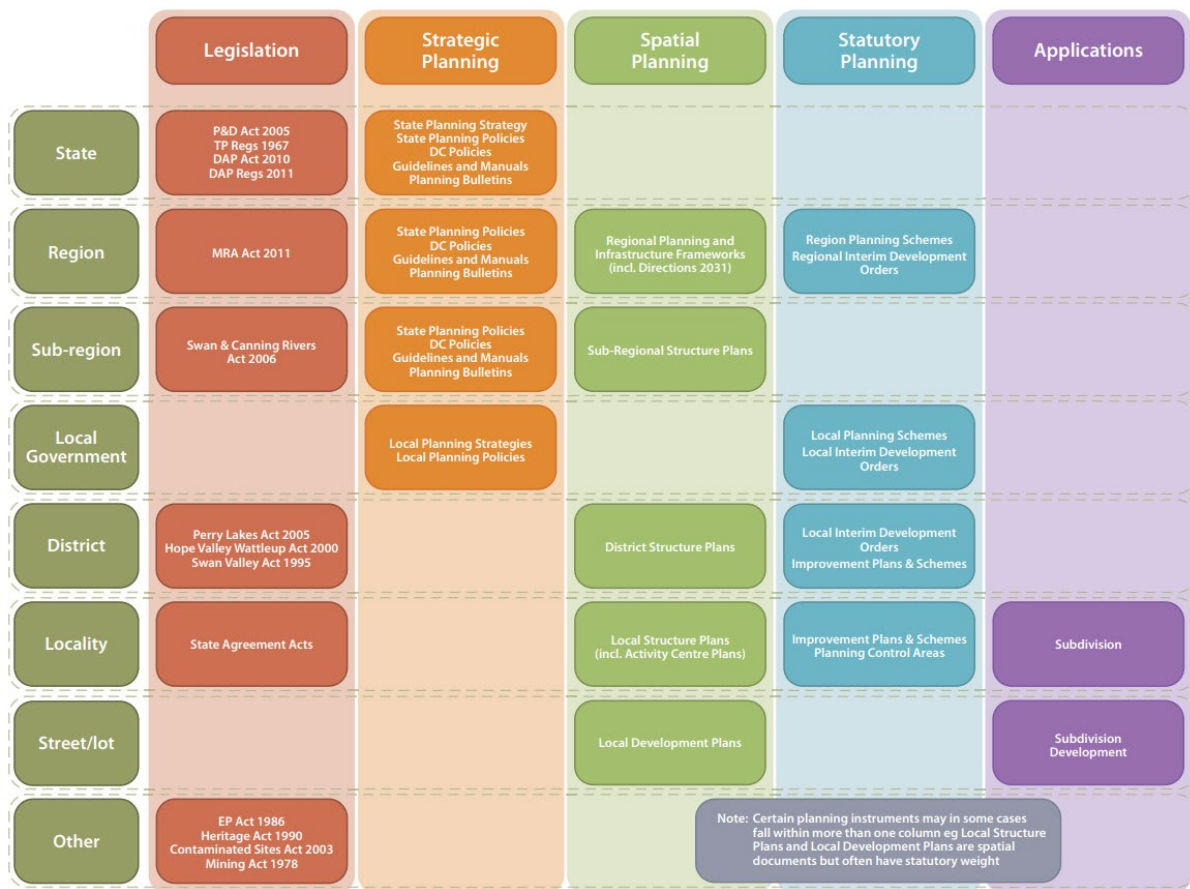 Legislation
Strategic
Planning
Spatial
Planning
Statutory
Planning
Applications
State
P&D Act 2005
TP Regs 1967
DAP Act 2010
DAP Regs 2011
State Planning Strategy
State Planning Policies
DC Policies
Guidelines and Manuals
Planning Bulletins
Region
MRA Act 2011
State Planning Policies
DC Policies
Guidelines and Manuals
Planning Bulletins
Regional Planning and
Infrastructure Frameworks
(incl. Directions 2031)
Region Planning Schemes
Regional Interim Development
Orders
Sub-region
Swan & Canning Rivers
Act 2006
State Planning Policies
DC Policies
Guidelines and Manuals
Planning Bulletins
Sub-Regional Structure Plans
Local
Government
Local Planning Strategies
Local Planning Policies
Local Planning Schemes
Local Interim Development
Orders
District
Perry Lakes Act 2005
Hope Valley Wattleup Act 2000
Swan Valley Act 1995
District Structure Plans
Local Interim Development
Orders
Improvement Plans & Schemes
Locality
State Agreement Acts
Local Structure Plans
(incl. Activity Centre Plans)
Improvement Plans & Schemes
Planning Control Areas
Subdivision
Street/lot
Local Development Plans
Subdivision
Development
Other
EP Act 1986
Heritage Act 1990
Contaminated Sites Act 2003
Mining Act 1978
Note: Certain planning instruments may in some cases
fall within more than one column eg Local Structure
Plans and Local Development Plans are spatial
documents but often have statutory weight